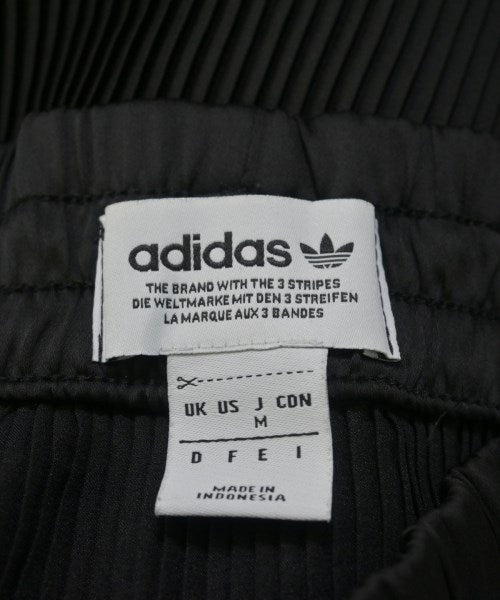 adidas
THE BRAND WITH THE 3 STRIPES
DIE WELTMARKE MIT DEN 3 STREIFEN
LA MARQUE AUX 3 BANDES
UK US J CDN
M
D F E I
MADE IN
INDONESIA